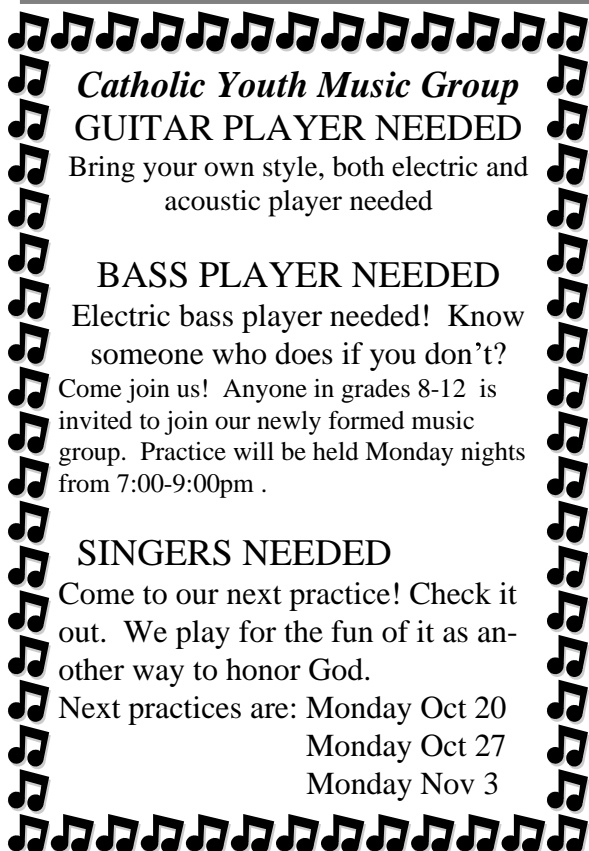 Catholic Youth Music Group
GUITAR PLAYER NEEDED
Bring your own style, both electric and
acoustic player needed
BASS PLAYER NEEDED
Electric bass player needed!  Know
someone who does if you don’t?
Come join us!  Anyone in grades 8-12  is
invited to join our newly formed music
group.  Practice will be held Monday nights
from 7:00-9:00pm .
SINGERS NEEDED
Come to our next practice! Check it
out.  We play for the fun of it as an-
other way to honor God.
Next practices are: Monday Oct 20
Monday Oct 27
Monday Nov 3